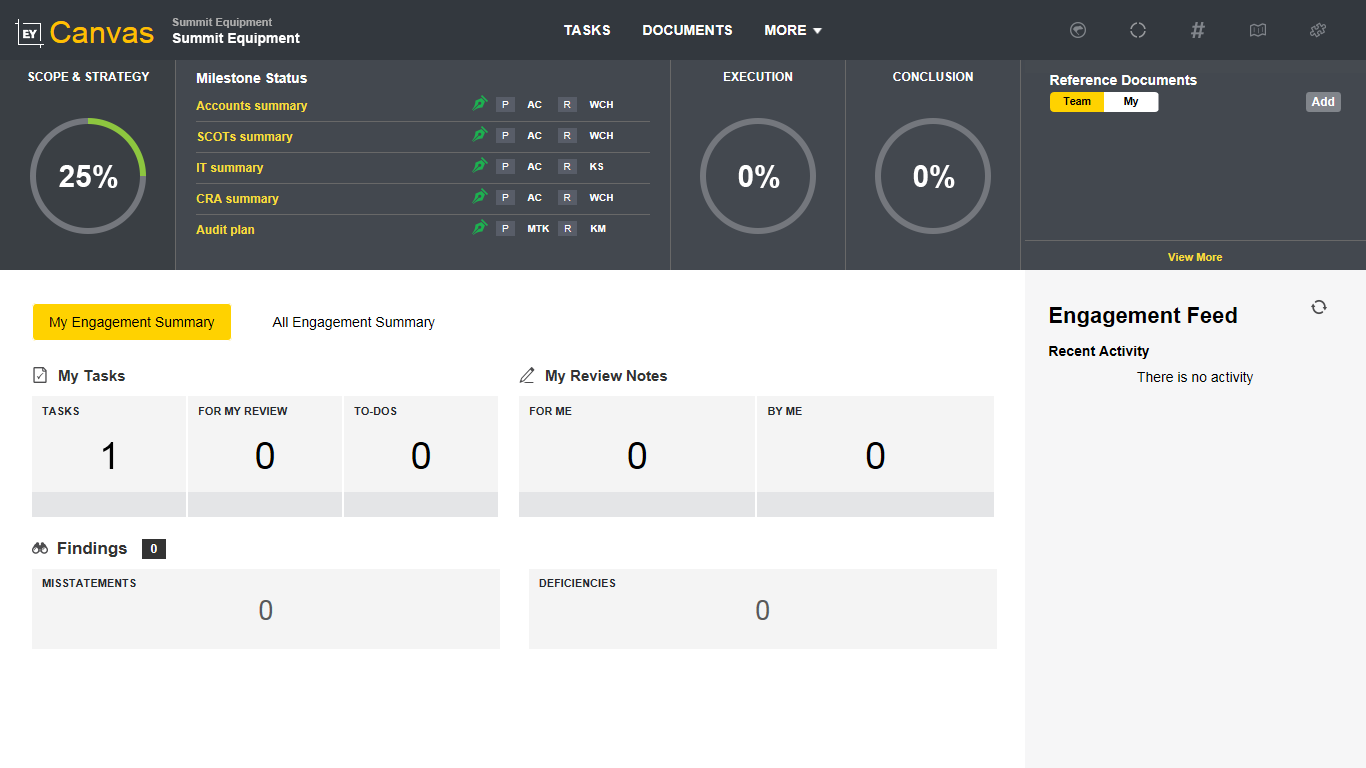 EY Canvas
Summit Equipment
Summit Equipment
TASKS
DOCUMENTS
MORE
SCOPE & STRATEGY
25%
Milestone Status
Accounts summary P AC R WCH
SCOTs summary P AC R WCH
IT summary P AC R KS
CRA summary P AC R WCH
Audit plan P MTK R KM
EXECUTION
0%
CONCLUSION
0%
Reference Documents
Team My Add
View More
My Engagement Summary All Engagement Summary
My Tasks
TASKS
1
FOR MY REVIEW
0
TO-DOS
0
My Review Notes
FOR ME
0
BY ME
0
Findings 0
MISSTATEMENTS
0
DEFICIENCIES
0
Engagement Feed
Recent Activity
There is no activity